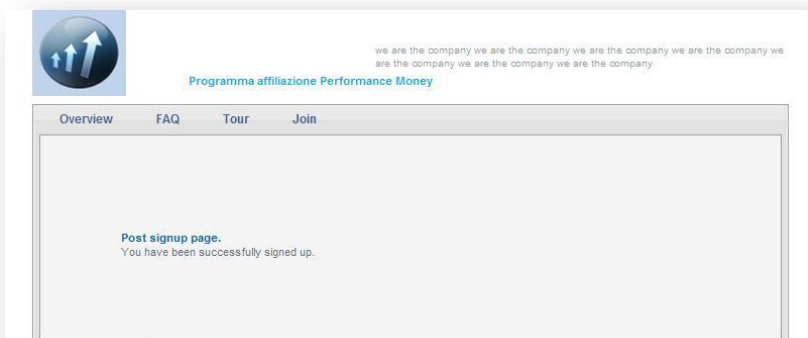 we are the company we are the company we are the company we are the company we
are the company we are the company we are the company
Programma affiliazione Performance Money
Overview FAQ Tour Join
Post signup page.
You have been successfully signed up.